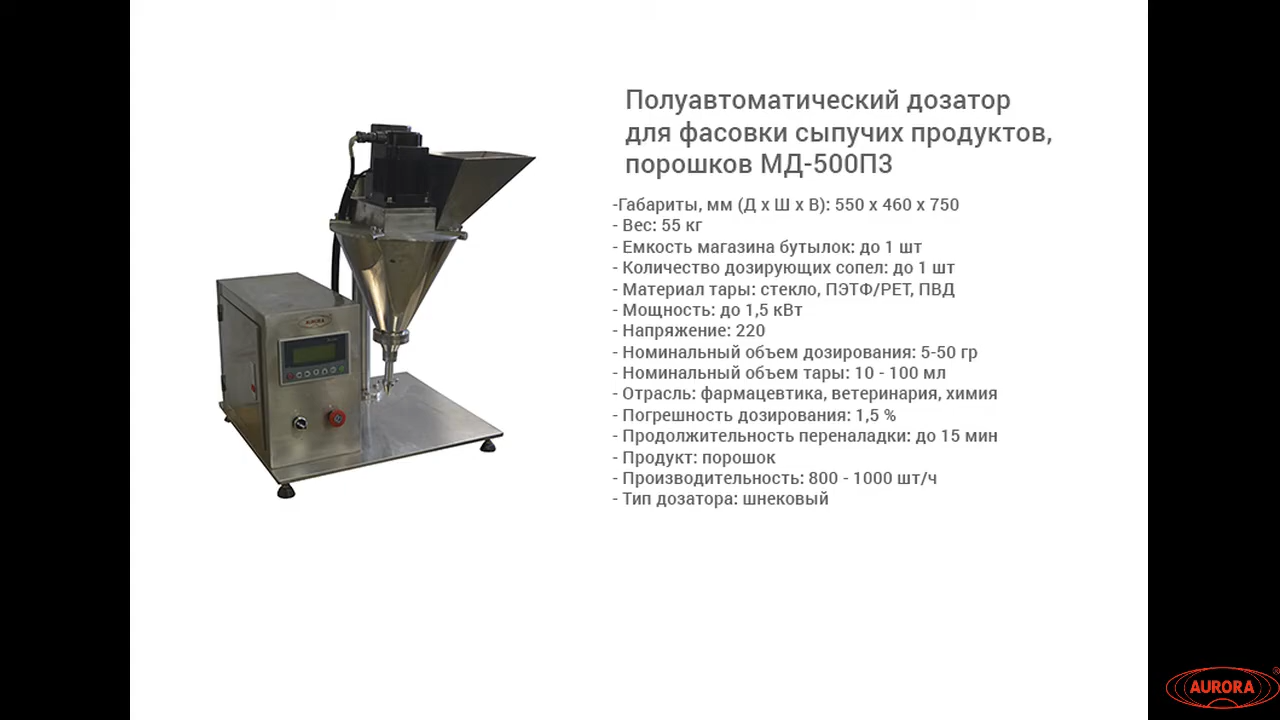 Полуавтоматический дозатор
для фасовки сыпучих продуктов,
порошков МД-500П3
-Габариты, мм (Д х Ш х В): 550 х 460 х 750
- Вес: 55 кг
- Емкость магазина бутылок: до 1 шт
- Количество дозирующих сопел: до 1 шт
- Материал тары: стекло, ПЭТФ/PET, ПВД
- Мощность: до 1,5 кВт
- Напряжение: 220
- Номинальный объем дозирования: 5-50 гр
- Номинальный объем тары: 10 - 100 мл
- Отрасль: фармацевтика, ветеринария, химия
- Погрешность дозирования: 1,5 %
- Продолжительность переналадки: до 15 мин
- Продукт: порошок
- Производительность: 800 - 1000 шт/ч
- Тип дозатора: шнековый
AURORA
AURORA ®